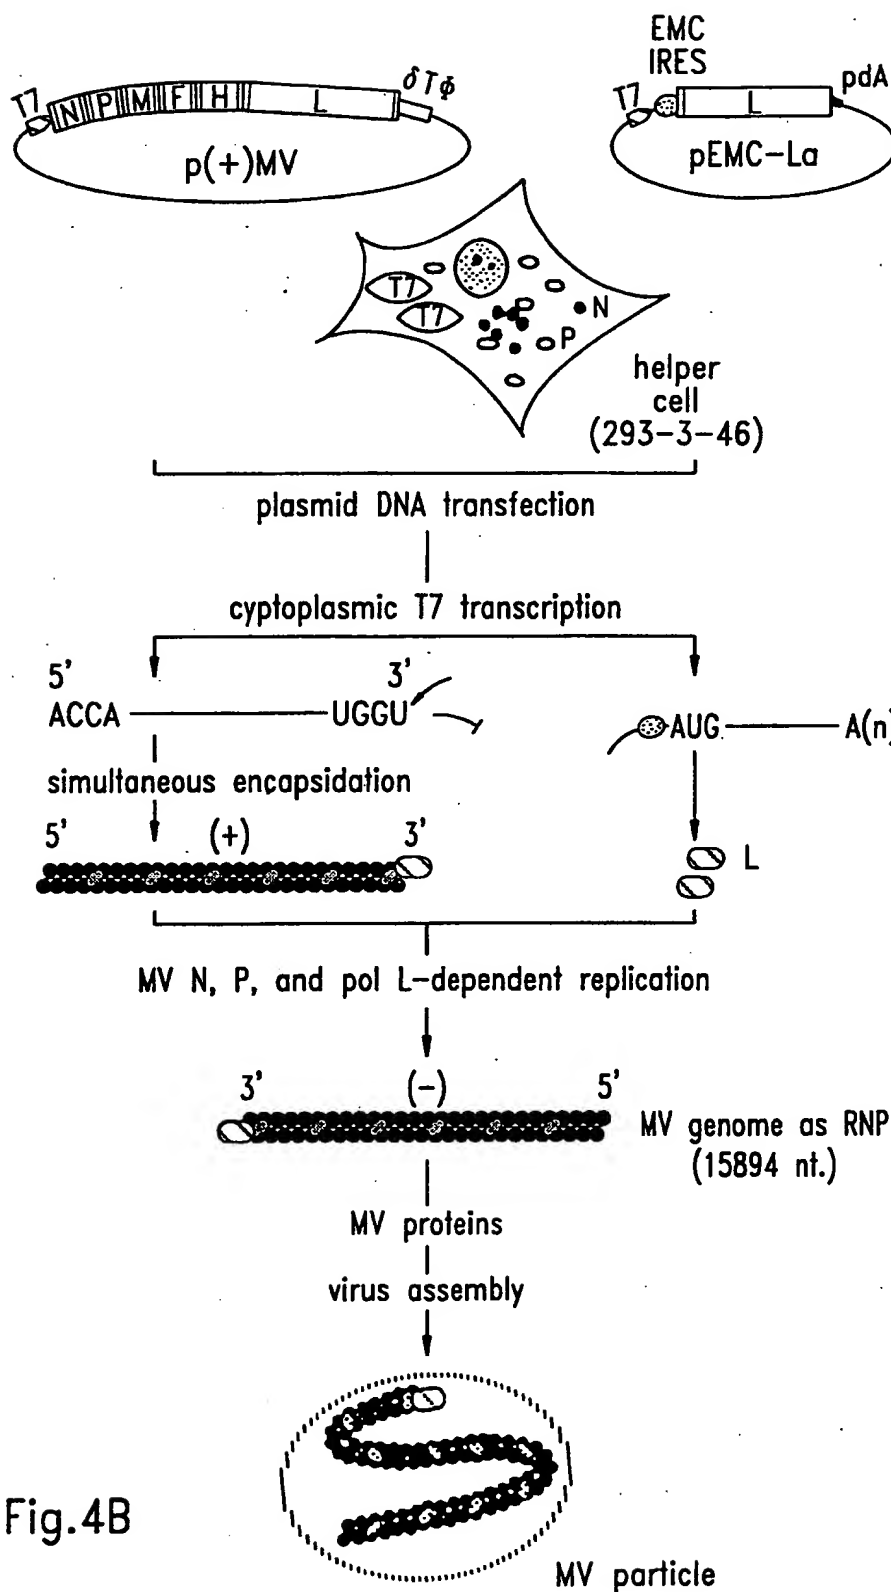 EMC
IRES
T7 N P M F H L δTΦ
T7 L pdA
p(+)MV
pEMC-La
T7
T7
N
P
helper
cell
(293-3-46)
plasmid DNA transfection
cyptoplasmic T7 transcription
5' 3'
ACCA UGGU
AUG A(n)
simultaneous encapsidation
5' (+) 3'
L
MV N, P, and pol L-dependent replication
3' (-) 5'
MV genome as RNP
(15894 nt.)
MV proteins
virus assembly
Fig.4B
MV particle